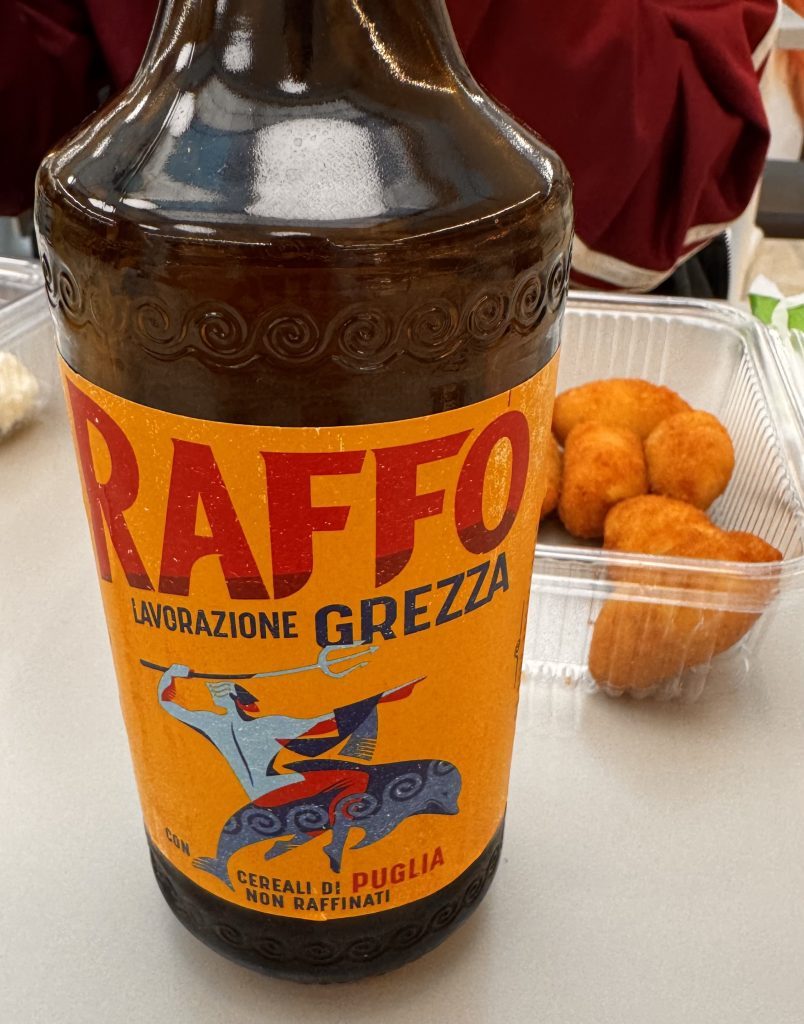 RAFFO
LAVORAZIONE GREZZA
CON
CEREALI DI PUGLIA
NON RAFFINATI